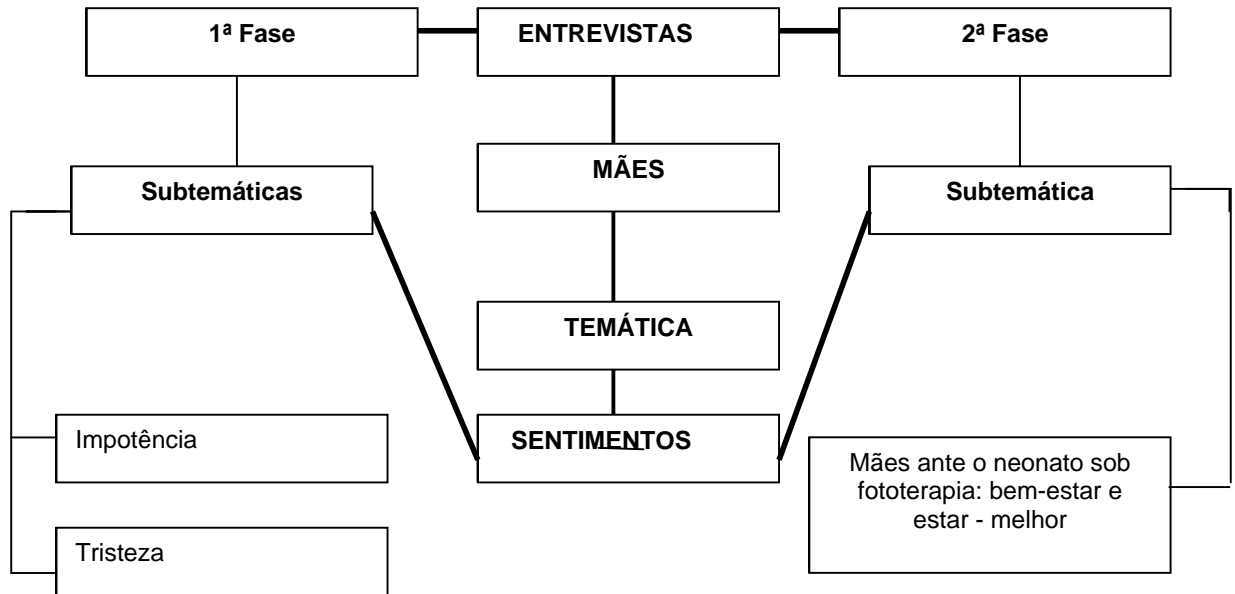 1ª Fase
ENTREVISTAS
2ª Fase
MÃES
Subtemáticas
Subtemática
TEMÁTICA
Impotência
SENTIMENTOS
Mães ante o neonato sob
fototerapia: bem-estar e
estar - melhor
Tristeza